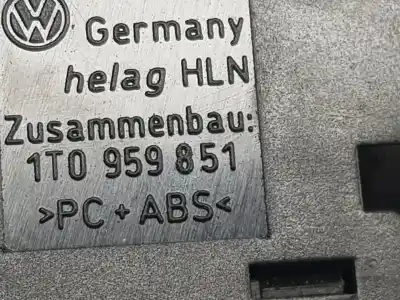 Germany
helag HLN
Zusammenbau:
1T0 959 851
>PC + ABS<